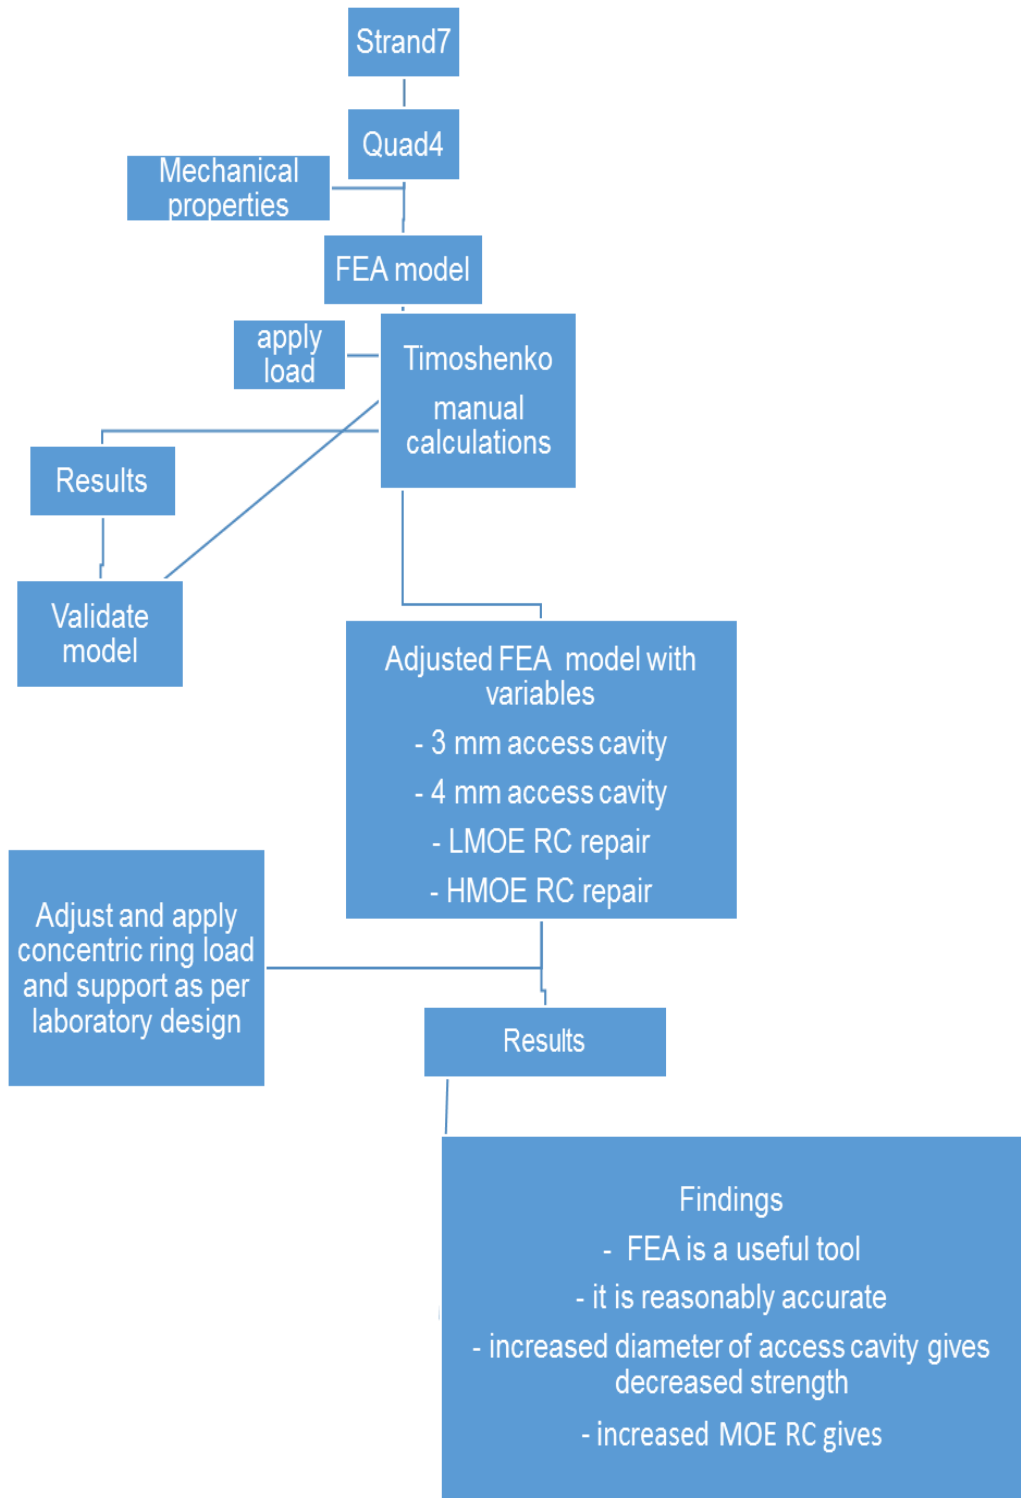 Strand7
Quad4
Mechanical
properties
FEA model
apply
load
Timoshenko
manual
calculations
Results
Validate
model
Adjusted FEA model with
variables
- 3 mm access cavity
- 4 mm access cavity
- LMOE RC repair
- HMOE RC repair
Adjust and apply
concentric ring load
and support as per
laboratory design
Results
Findings
- FEA is a useful tool
- it is reasonably accurate
- increased diameter of access cavity gives
decreased strength
- increased MOE RC gives